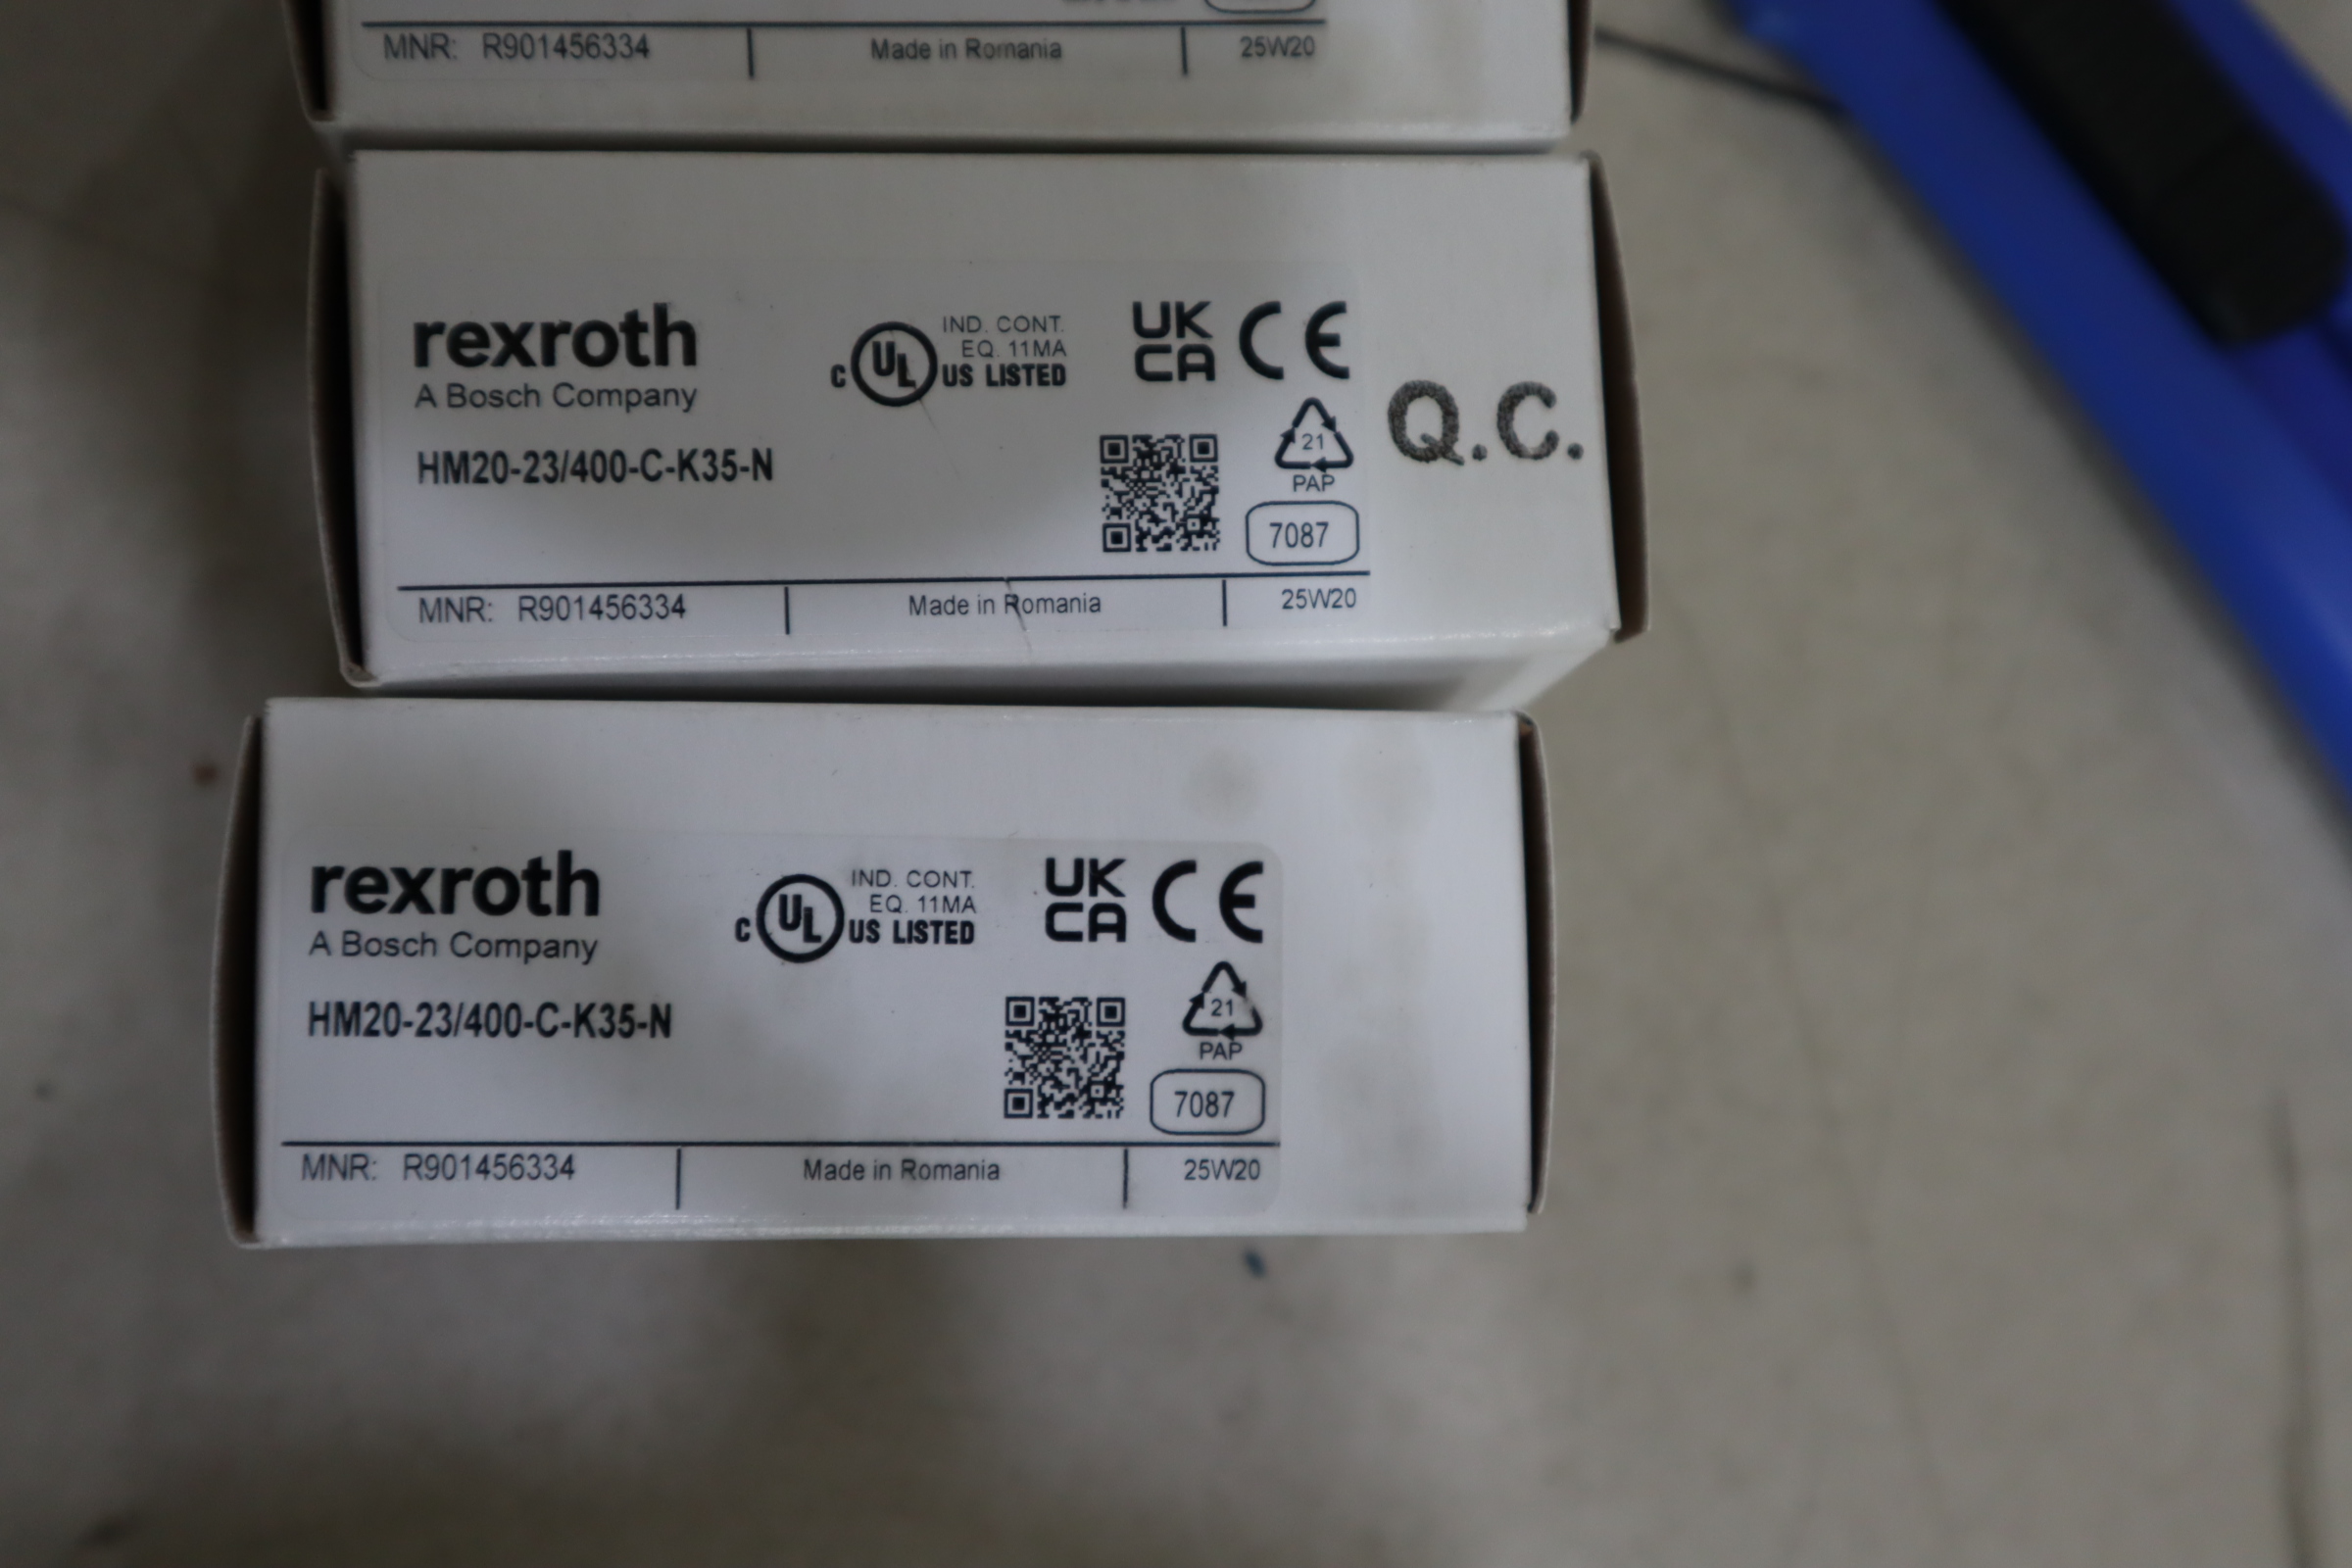 MNR: R901456334 Made in Romania 25W20
rexroth
A Bosch Company
HM20-23/400-C-K35-N
C UL US LISTED
IND. CONT.
EQ. 11MA
UK
CA
CE
21
PAP
7087
Q.C.
MNR: R901456334 Made in Romania 25W20
rexroth
A Bosch Company
HM20-23/400-C-K35-N
C UL US LISTED
IND. CONT.
EQ. 11MA
UK
CA
CE
21
PAP
7087
MNR: R901456334 Made in Romania 25W20